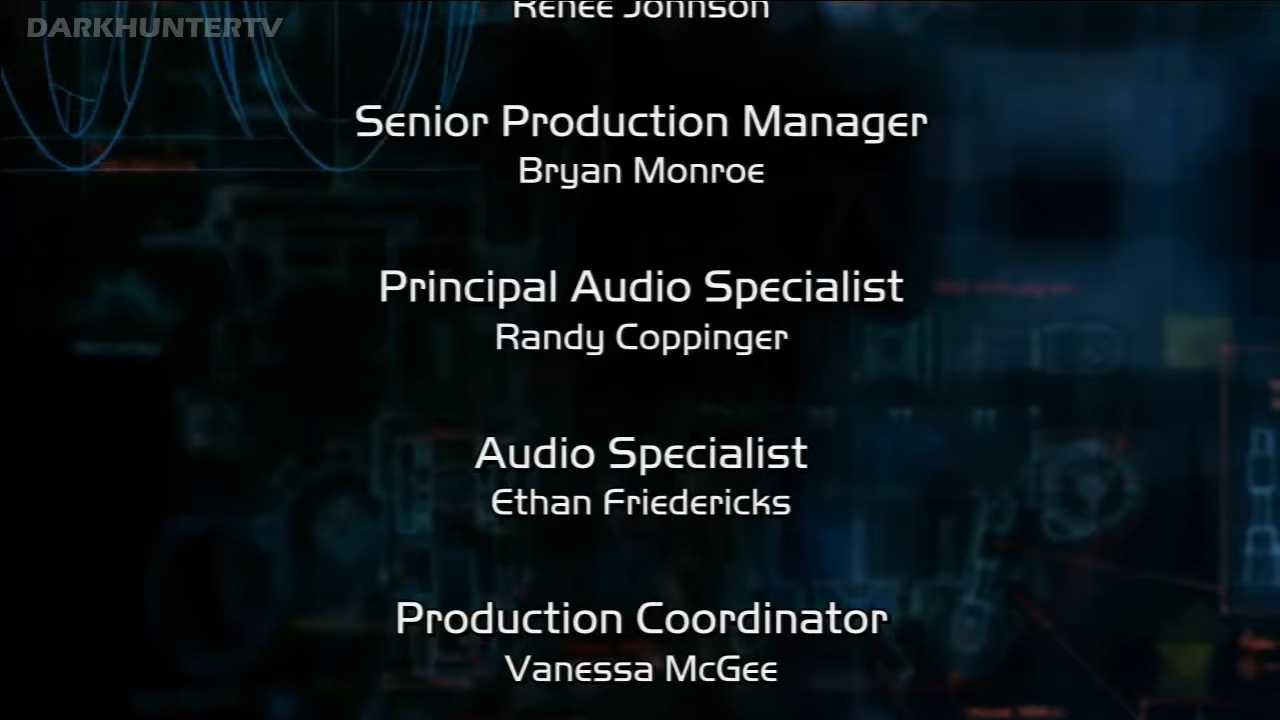 DARKHUNTERTV
Renee Johnson
Senior Production Manager
Bryan Monroe
Principal Audio Specialist
Randy Coppinger
Audio Specialist
Ethan Friedericks
Production Coordinator
Vanessa McGee